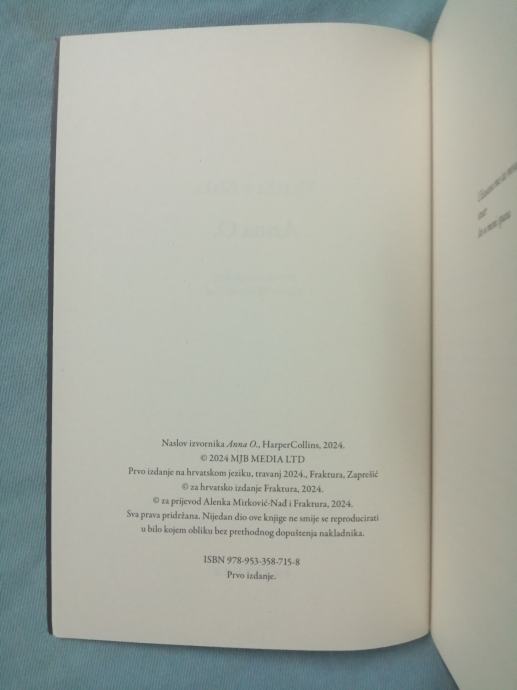 Naslov izvornika Anna O., HarperCollins, 2024.
© 2024 MJB MEDIA LTD
Prvo izdanje na hrvatskom jeziku, travanj 2024., Fraktura, Zaprešić
© za hrvatsko izdanje Fraktura, 2024.
© za prijevod Alenka Mirković-Nađ i Fraktura, 2024.
Sva prava pridržana. Nijedan dio ove knjige ne smije se reproducirati
u bilo kojem obliku bez prethodnog dopuštenja nakladnika.
ISBN 978-953-358-715-8
Prvo izdanje.